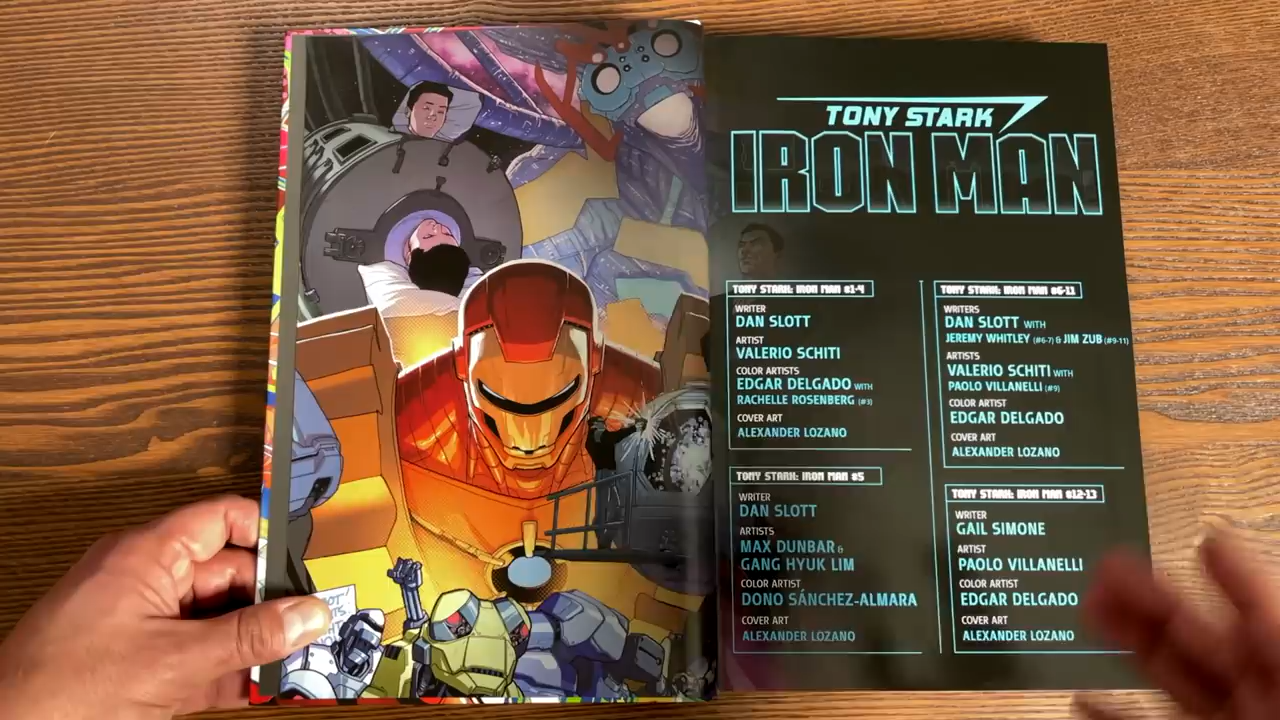 TONY STARK
IRON MAN
TONY STARK: IRON MAN #1-4
WRITER
DAN SLOTT
ARTIST
VALERIO SCHITI
COLOR ARTISTS
EDGAR DELGADO WITH
RACHELLE ROSENBERG (#3)
COVER ART
ALEXANDER LOZANO
TONY STARK: IRON MAN #5
WRITER
DAN SLOTT
ARTISTS
MAX DUNBAR &
GANG HYUK LIM
COLOR ARTIST
DONO SÁNCHEZ-ALMARA
COVER ART
ALEXANDER LOZANO
TONY STARK: IRON MAN #6-11
WRITERS
DAN SLOTT WITH
JEREMY WHITLEY (#6-7) & JIM ZUB (#9-11)
ARTISTS
VALERIO SCHITI WITH
PAOLO VILLANELLI (#9)
COLOR ARTIST
EDGAR DELGADO
COVER ART
ALEXANDER LOZANO
TONY STARK: IRON MAN #12-13
WRITER
GAIL SIMONE
ARTIST
PAOLO VILLANELLI
COLOR ARTIST
EDGAR DELGADO
COVER ART
ALEXANDER LOZANO